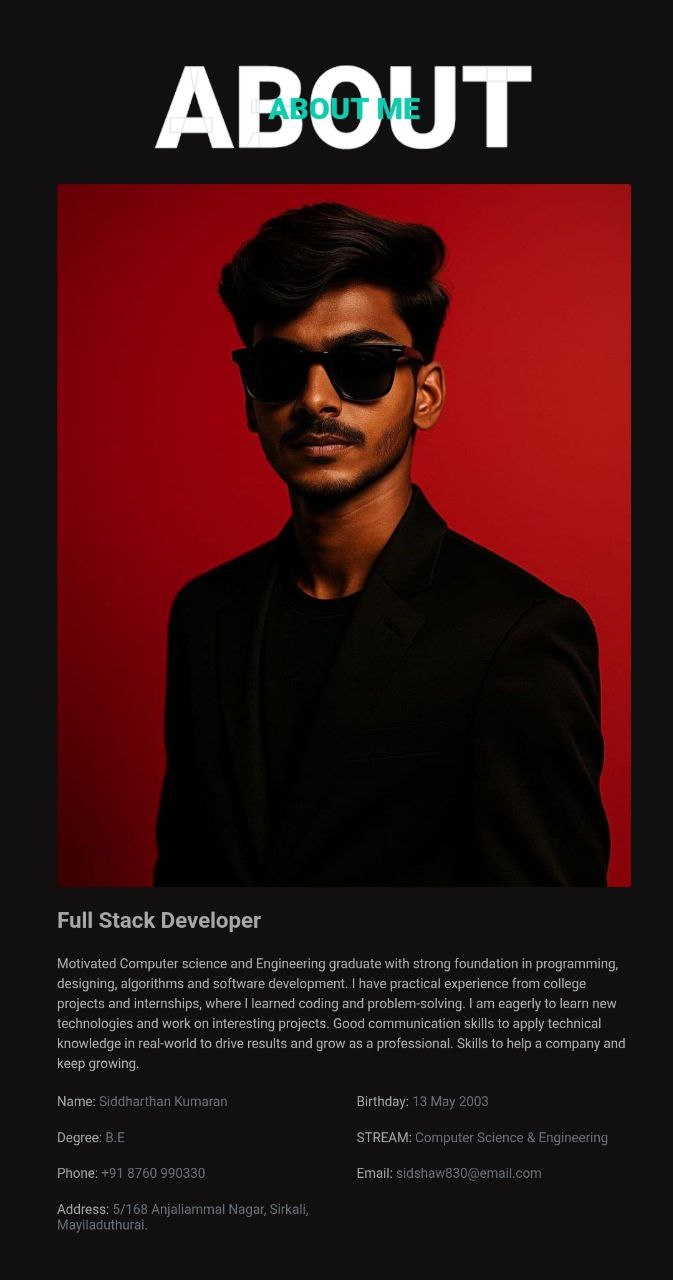 ABOUT
ABOUT ME
Full Stack Developer
Motivated Computer science and Engineering graduate with strong foundation in programming,
designing, algorithms and software development. I have practical experience from college
projects and internships, where I learned coding and problem-solving. I am eagerly to learn new
technologies and work on interesting projects. Good communication skills to apply technical
knowledge in real-world to drive results and grow as a professional. Skills to help a company and
keep growing.
Name: Siddharthan Kumaran
Birthday: 13 May 2003
Degree: B.E
STREAM: Computer Science & Engineering
Phone: +91 8760 990330
Email: sidshaw830@email.com
Address: 5/168 Anjaliammal Nagar, Sirkali,
Mayiladuthurai.